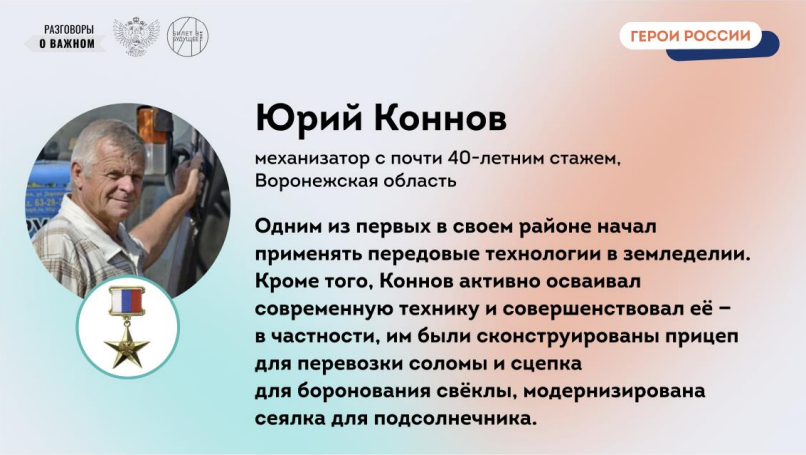 РАЗГОВОРЫ
О ВАЖНОМ
БИЛЕТ В
БУДУЩЕЕ
ГЕРОИ РОССИИ
Юрий Коннов
механизатор с почти 40-летним стажем,
Воронежская область
Одним из первых в своем районе начал
применять передовые технологии в земледелии.
Кроме того, Коннов активно осваивал
современную технику и совершенствовал её –
в частности, им были сконструированы прицеп
для перевозки соломы и сцепка
для боронования свёклы, модернизирована
сеялка для подсолнечника.